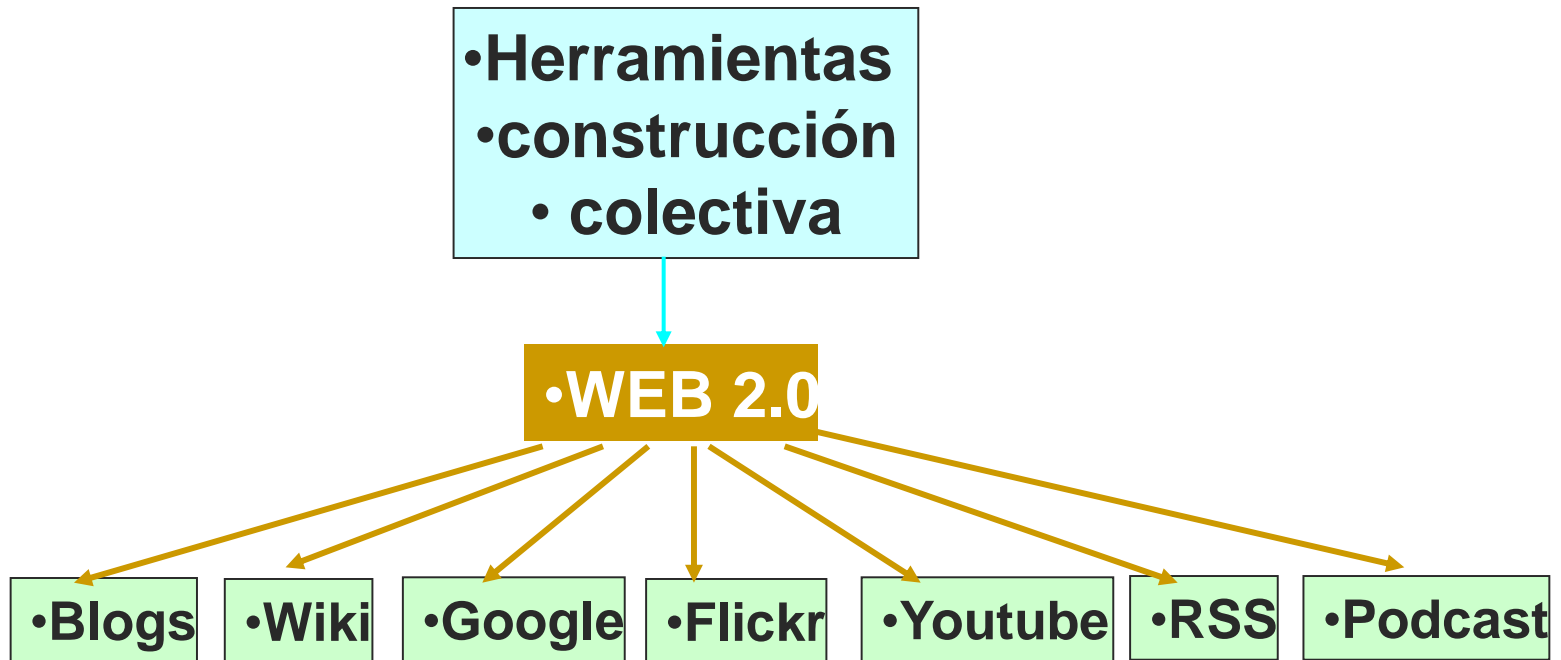 •Herramientas
•construcción
• colectiva
•WEB 2.0
•Blogs
•Wiki
•Google
•Flickr
•Youtube
•RSS
•Podcast